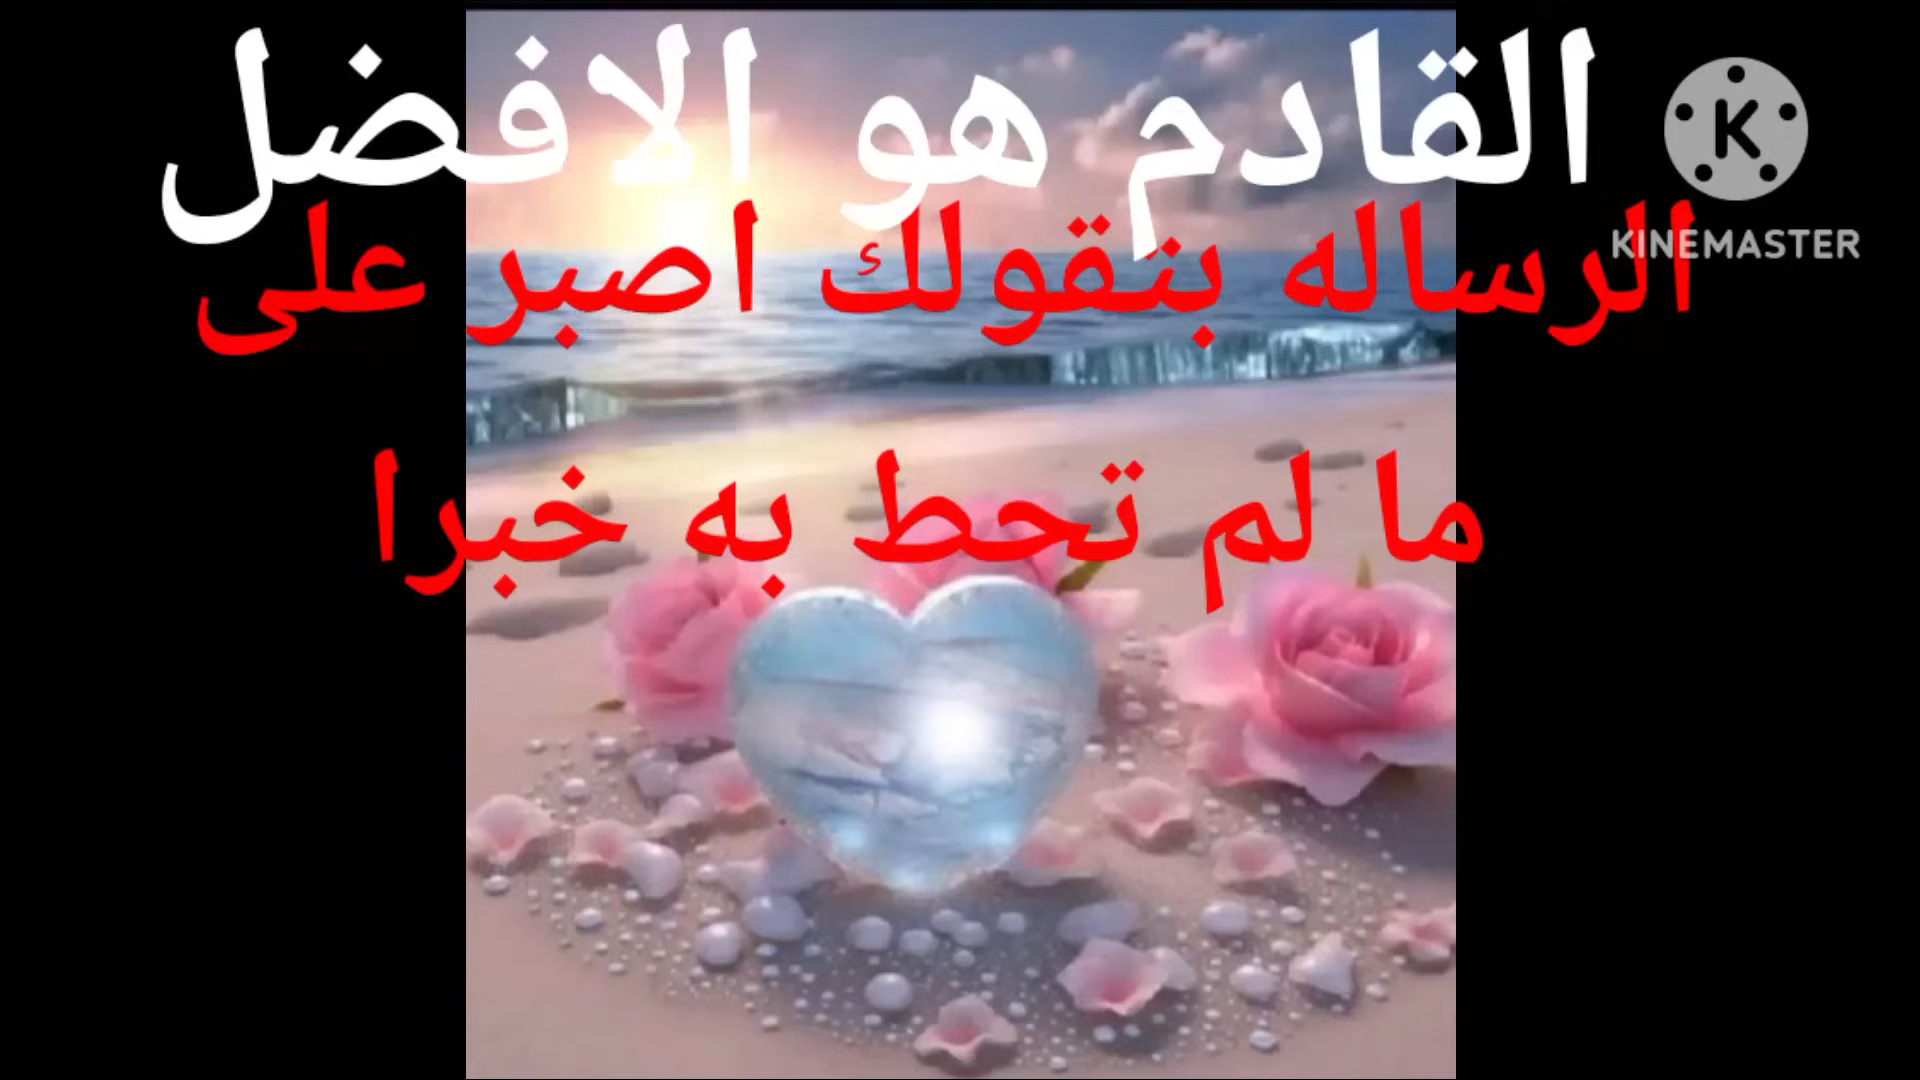 القادم هو الافضل
الرساله بتقولك اصبر على
ما لم تحط به خبرا
K
KINEMASTER